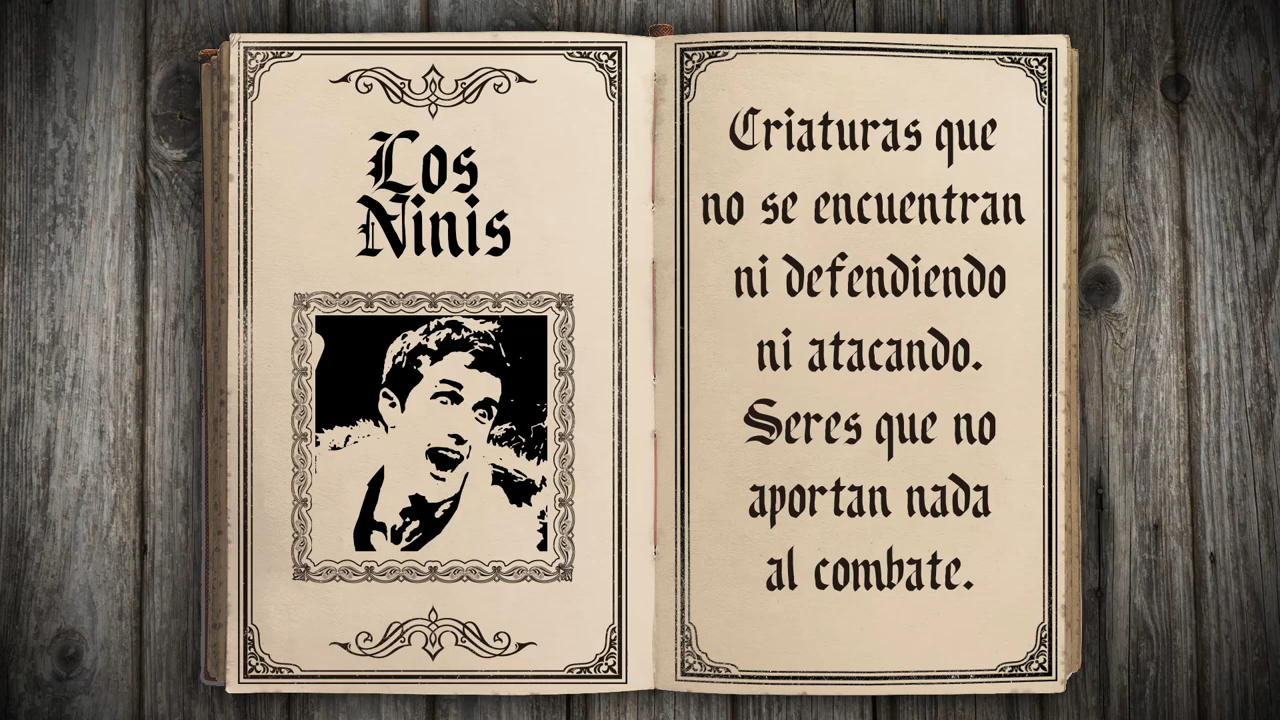 Los
Ninis
Criaturas que
no se encuentran
ni defendiendo
ni atacando.
Seres que no
aportan nada
al combate.